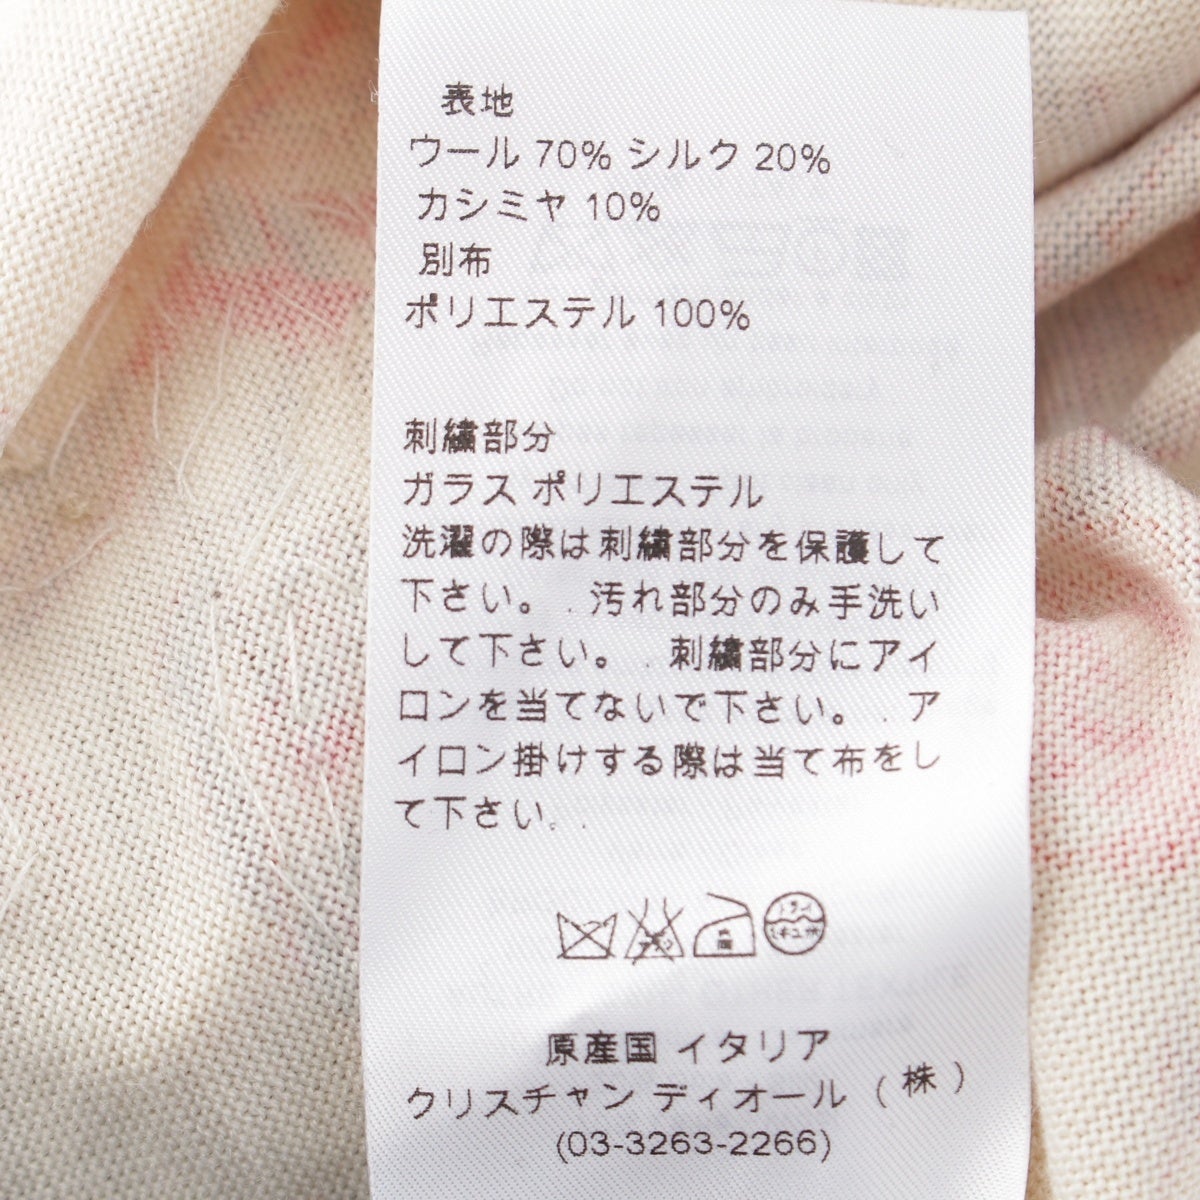 表地
ウール 70% シルク 20%
カシミヤ 10%
別布
ポリエステル 100%
刺繍部分
ガラス ポリエステル
洗濯の際は刺繍部分を保護して
下さい。. 汚れ部分のみ手洗い
して下さい。. 刺繍部分にアイ
ロンを当てないで下さい。. ア
イロン掛けする際は当て布をし
て下さい。.
原産国 イタリア
クリスチャン ディオール (株)
(03-3263-2266)